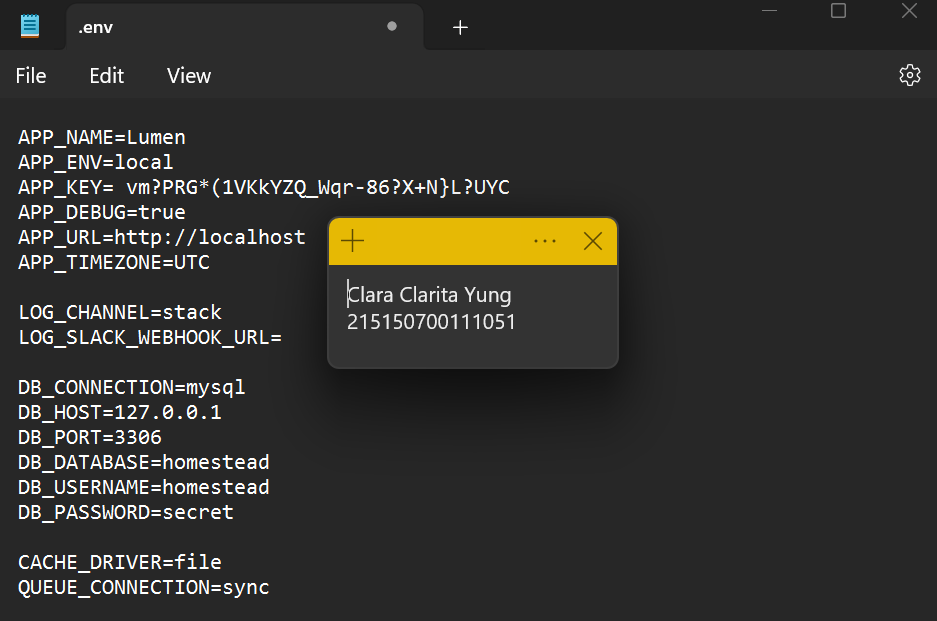 .env
File Edit View
APP_NAME=Lumen
APP_ENV=local
APP_KEY= vm?PRG*(1VKkYZQ_Wqr-86?X+N}L?UYC
APP_DEBUG=true
APP_URL=http://localhost
APP_TIMEZONE=UTC
LOG_CHANNEL=stack
LOG_SLACK_WEBHOOK_URL=
DB_CONNECTION=mysql
DB_HOST=127.0.0.1
DB_PORT=3306
DB_DATABASE=homestead
DB_USERNAME=homestead
DB_PASSWORD=secret
CACHE_DRIVER=file
QUEUE_CONNECTION=sync
Clara Clarita Yung
215150700111051